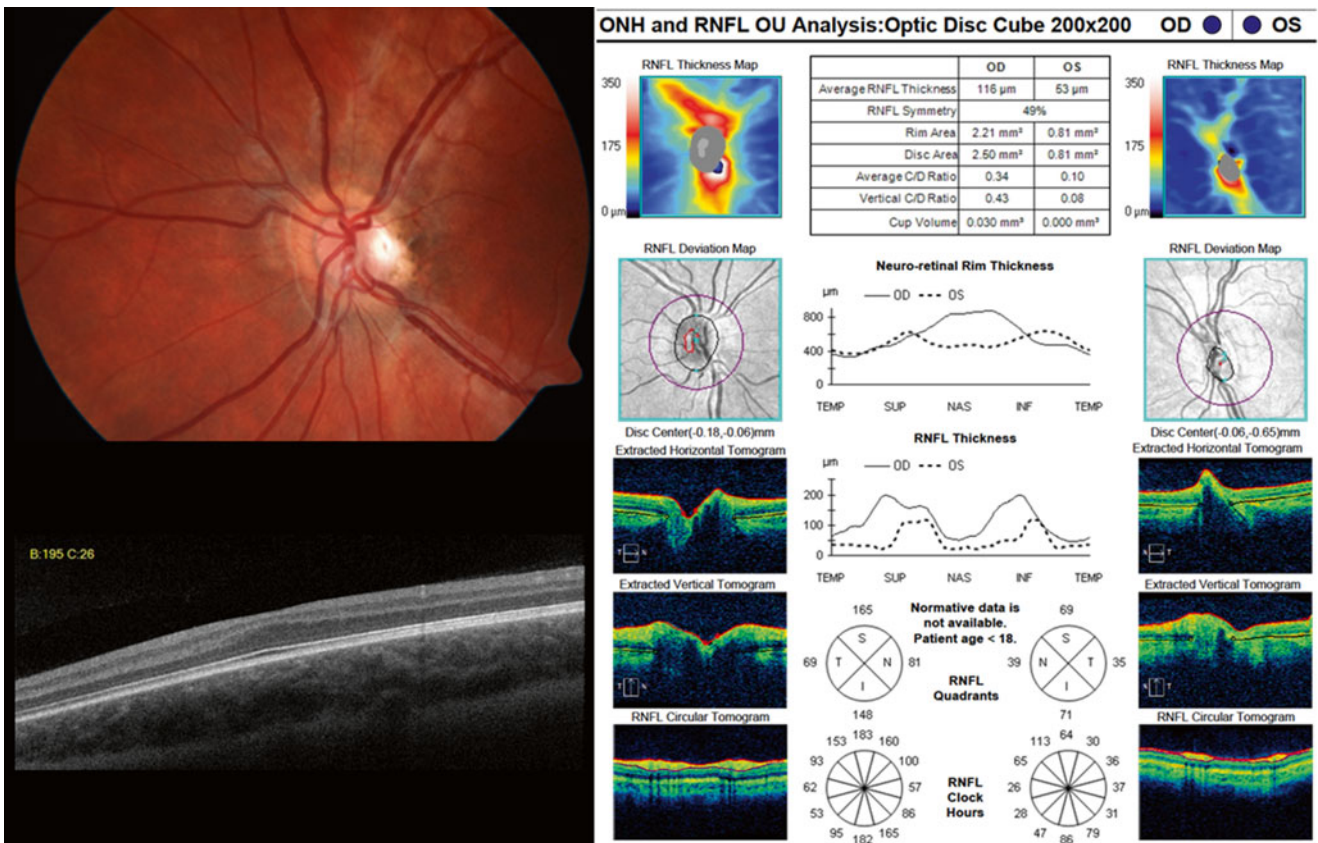 B:195 C:26
ONH and RNFL OU Analysis:Optic Disc Cube 200x200 OD OS
RNFL Thickness Map
350
175
0 µm
OD OS
Average RNFL Thickness 116 µm 53 µm
RNFL Symmetry 49%
Rim Area 2.21 mm² 0.81 mm²
Disc Area 2.50 mm² 0.81 mm²
Average C/D Ratio 0.34 0.10
Vertical C/D Ratio 0.43 0.08
Cup Volume 0.030 mm³ 0.000 mm³
RNFL Thickness Map
350
175
0 µm
RNFL Deviation Map
Disc Center(-0.18,-0.06)mm
Neuro-retinal Rim Thickness
µm OD OS
800
400
0
TEMP SUP NAS INF TEMP
RNFL Deviation Map
Disc Center(-0.06,-0.65)mm
Extracted Horizontal Tomogram
T N
RNFL Thickness
µm OD OS
200
100
0
TEMP SUP NAS INF TEMP
Extracted Horizontal Tomogram
T N
Extracted Vertical Tomogram
T N
165
S
69 T N 81
I
148
Normative data is
not available.
Patient age < 18.
RNFL
Quadrants
69
S
39 N T 35
I
71
Extracted Vertical Tomogram
T N
RNFL Circular Tomogram
183
153 160
93 100
62 57
53 86
95 165
182
RNFL
Clock
Hours
64
113 30
65 36
26 37
28 31
47 79
86
RNFL Circular Tomogram